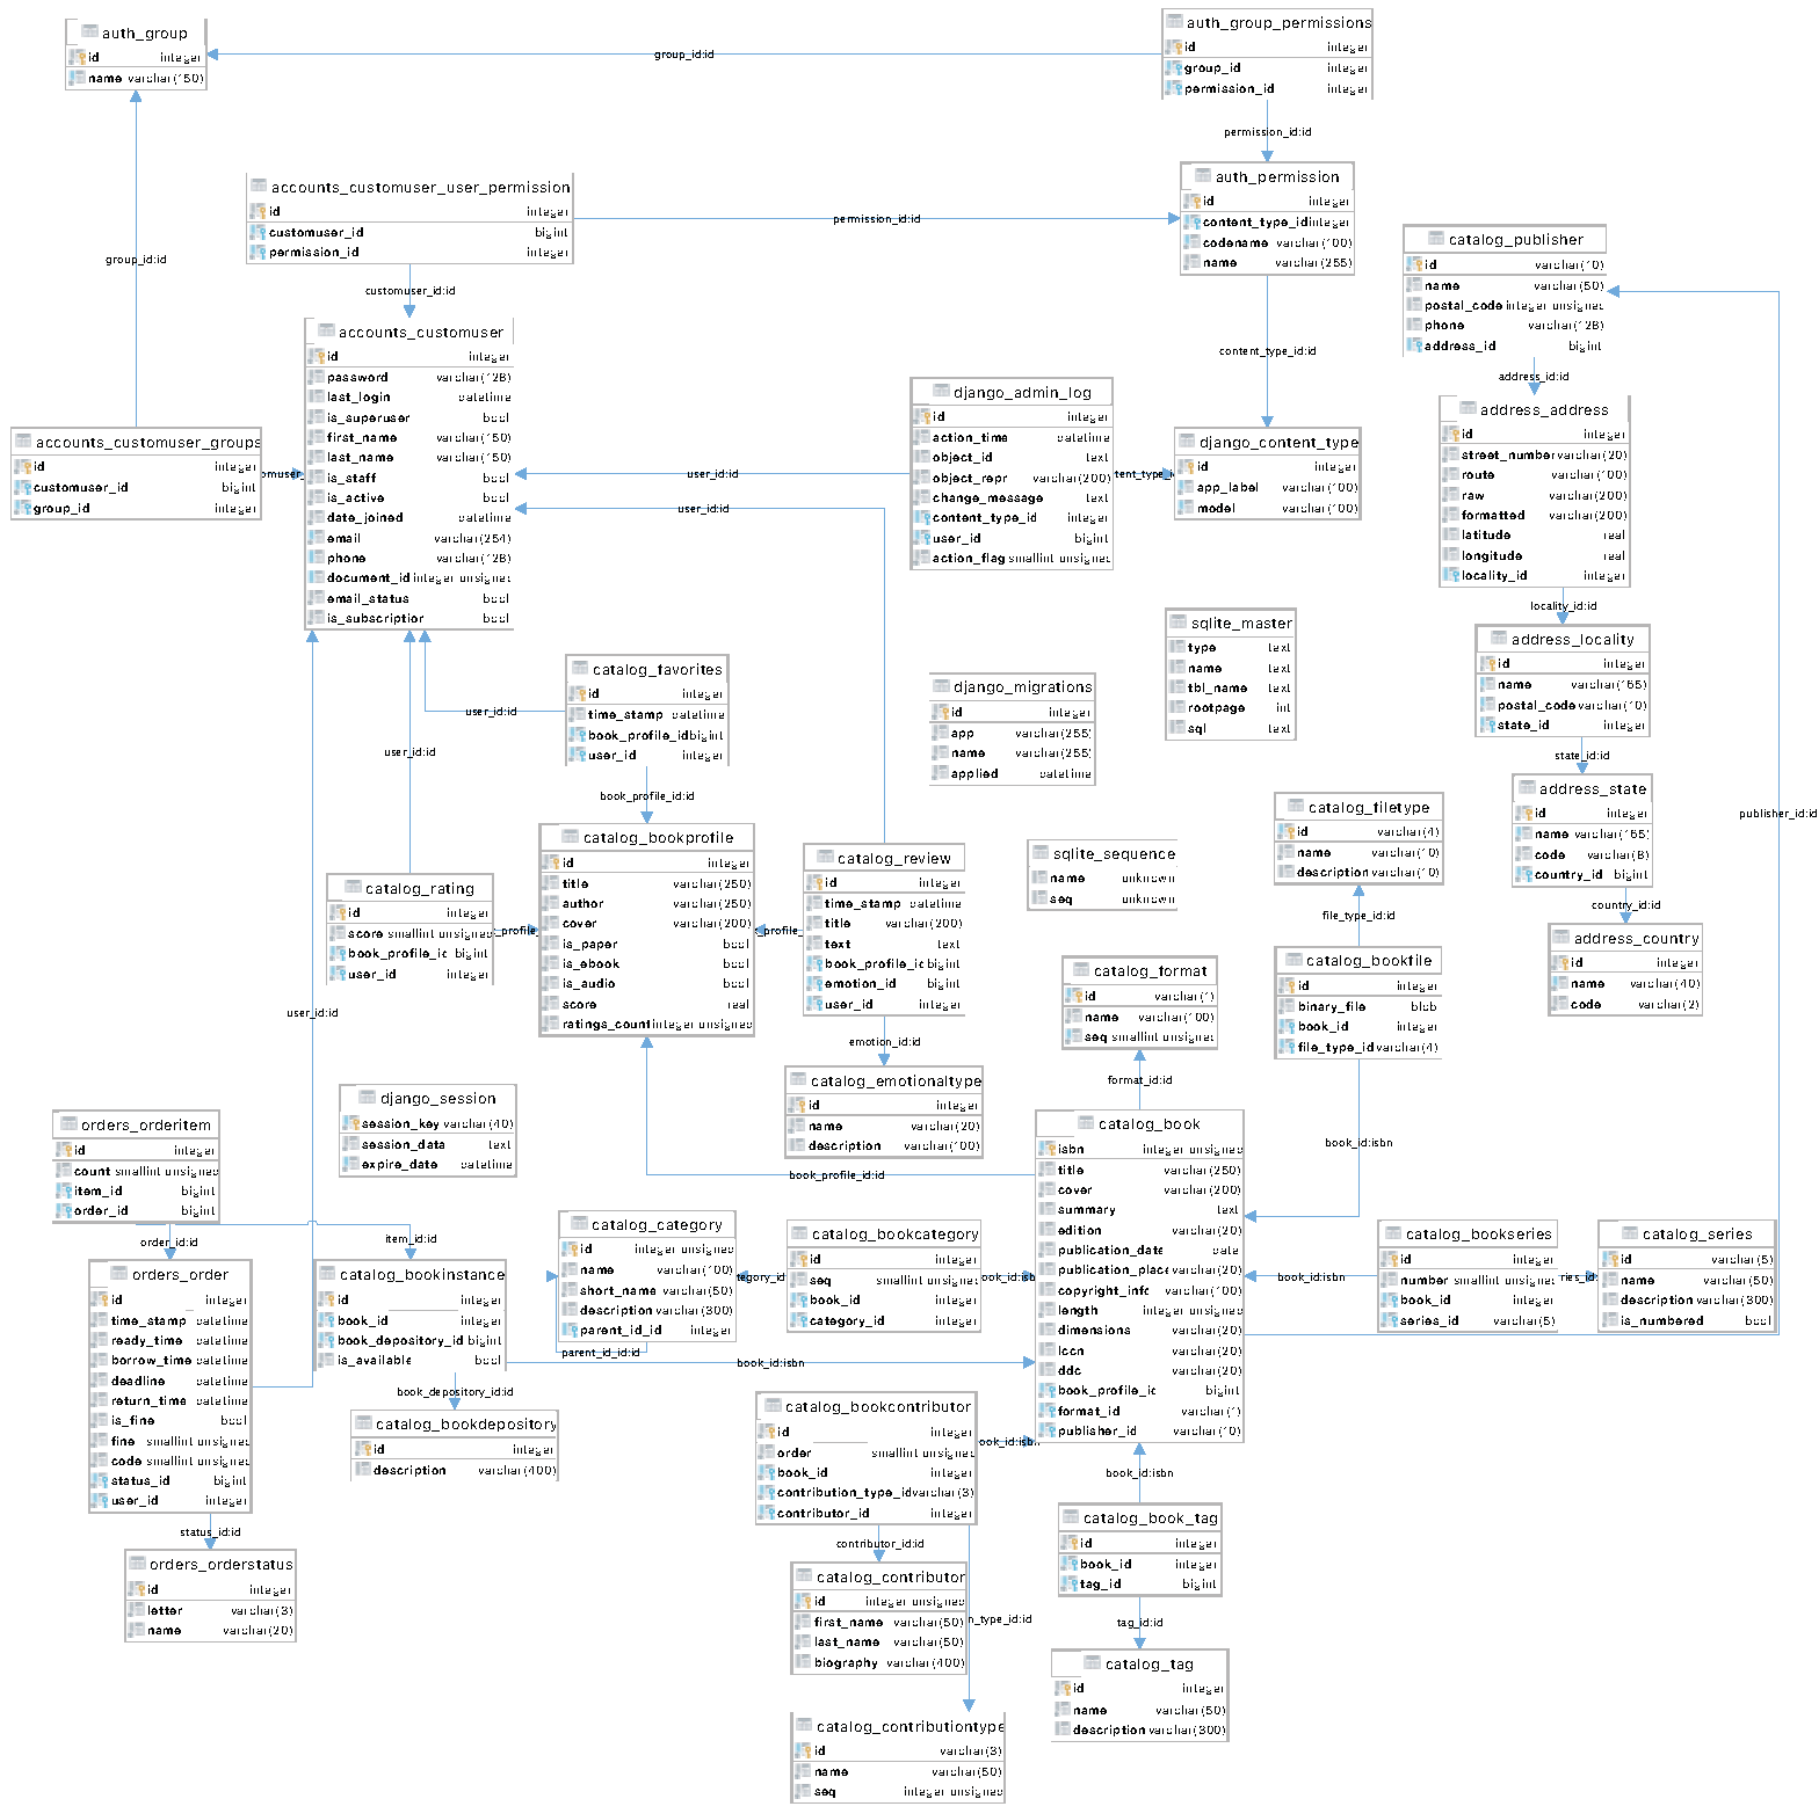 auth_group
id integer
name varchar(150)
auth_group_permissions
id integer
group_id integer
permission_id integer
group_id:id
permission_id:id
accounts_customuser_user_permission
id integer
customuser_id bigint
permission_id integer
permission_id:id
auth_permission
id integer
content_type_id integer
codename varchar(100)
name varchar(255)
group_id:id
customuser_id:id
content_type_id:id
catalog_publisher
id varchar(10)
name varchar(50)
postal_code integer unsigned
phone varchar(128)
address_id bigint
address_id:id
accounts_customuser
id integer
password varchar(128)
last_login datetime
is_superuser bool
first_name varchar(150)
last_name varchar(150)
is_staff bool
is_active bool
date_joined datetime
email varchar(254)
phone varchar(128)
document_id integer unsigned
email_status bool
is_subscription bool
accounts_customuser_groups
id integer
customuser_id bigint
group_id integer
omuser_
django_admin_log
id integer
action_time datetime
object_id text
object_repr varchar(200)
change_message text
content_type_id integer
user_id bigint
action_flag smallint unsigned
user_id:id
user_id:id
tent_type_i
django_content_type
id integer
app_label varchar(100)
model varchar(100)
address_address
id integer
street_number varchar(20)
route varchar(100)
raw varchar(200)
formatted varchar(200)
latitude real
longitude real
locality_id integer
locality_id:id
sqlite_master
type text
name text
tbl_name text
rootpage int
sql text
address_locality
id integer
name varchar(165)
postal_code varchar(10)
state_id integer
state_id:id
catalog_favorites
id integer
time_stamp datetime
book_profile_id bigint
user_id integer
user_id:id
user_id:id
book_profile_id:id
django_migrations
id integer
app varchar(255)
name varchar(255)
applied datetime
address_state
id integer
name varchar(165)
code varchar(8)
country_id bigint
country_id:id
publisher_id:id
catalog_filetype
id varchar(4)
name varchar(10)
description varchar(10)
file_type_id:id
catalog_bookprofile
id integer
title varchar(250)
author varchar(250)
cover varchar(200)
is_paper bool
is_ebook bool
is_audio bool
score real
ratings_count integer unsigned
catalog_review
id integer
time_stamp datetime
title varchar(200)
text text
book_profile_id bigint
emotion_id bigint
user_id integer
emotion_id:id
sqlite_sequence
name unknown
seq unknown
catalog_rating
id integer
score smallint unsigned
book_profile_id bigint
user_id integer
_profile_
s_profile_
address_country
id integer
name varchar(40)
code varchar(2)
catalog_format
id varchar(1)
name varchar(100)
seq smallint unsigned
format_id:id
catalog_bookfile
id integer
binary_file blob
book_id integer
file_type_id varchar(4)
book_id:isbn
user_id:id
catalog_emotionaltype
id integer
name varchar(20)
description varchar(100)
django_session
session_key varchar(40)
session_data text
expire_date datetime
orders_orderitem
id integer
count smallint unsigned
item_id bigint
order_id bigint
order_id:id
item_id:id
book_profile_id:id
catalog_book
isbn integer unsigned
title varchar(250)
cover varchar(200)
summary text
edition varchar(20)
publication_date date
publication_place varchar(20)
copyright_info varchar(100)
length integer unsigned
dimensions varchar(20)
lccn varchar(20)
ddc varchar(20)
book_profile_id bigint
format_id varchar(1)
publisher_id varchar(10)
catalog_category
id integer unsigned
name varchar(100)
short_name varchar(50)
description varchar(300)
parent_id_id integer
parent_id_id:id
tegory_id
catalog_bookcategory
id integer
seq smallint unsigned
book_id integer
category_id integer
ook_id:isb
catalog_bookseries
id integer
number smallint unsigned
book_id integer
series_id varchar(5)
book_id:isbn
ries_id
catalog_series
id varchar(5)
name varchar(50)
description varchar(300)
is_numbered bool
orders_order
id integer
time_stamp datetime
ready_time datetime
borrow_time datetime
deadline datetime
return_time datetime
is_fine bool
fine smallint unsigned
code smallint unsigned
status_id bigint
user_id integer
status_id:id
catalog_bookinstance
id integer
book_id integer
book_depository_id bigint
is_available bool
book_id:isbn
book_depository_id:id
catalog_bookdepository
id integer
description varchar(400)
catalog_bookcontributor
id integer
order smallint unsigned
book_id integer
contribution_type_id varchar(3)
contributor_id integer
ook_id:isbn
book_id:isbn
contributor_id:id
catalog_book_tag
id integer
book_id integer
tag_id bigint
tag_id:id
orders_orderstatus
id integer
letter varchar(3)
name varchar(20)
catalog_contributor
id integer unsigned
first_name varchar(50)
last_name varchar(50)
biography varchar(400)
n_type_id:id
catalog_tag
id integer
name varchar(50)
description varchar(300)
catalog_contributiontype
id varchar(3)
name varchar(50)
seq integer unsigned